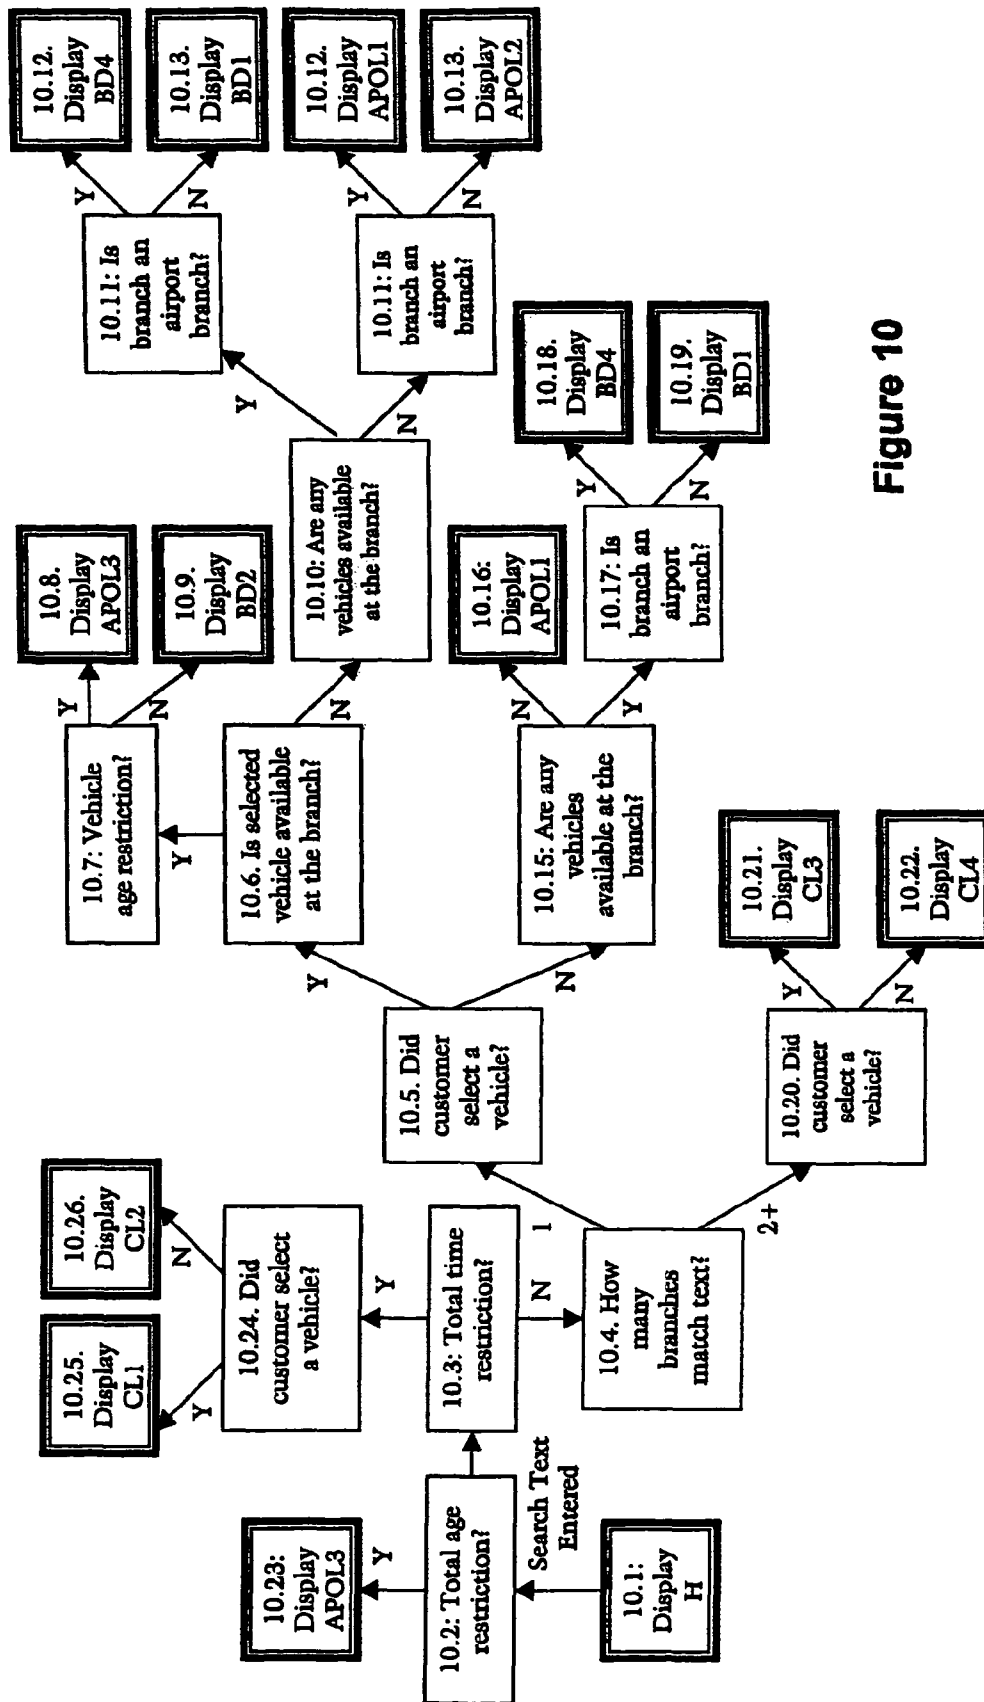 10.1:
Display
H
Search Text
Entered
10.2: Total age
restriction?
Y
10.23:
Display
APOL3
10.3: Total time
restriction?
Y
N
10.24. Did
customer select
a vehicle?
Y
N
10.25.
Display
CL1
10.26.
Display
CL2
10.4. How
many
branches
match text?
1
2+
10.5. Did
customer
select a
vehicle?
Y
N
10.20. Did
customer
select a
vehicle?
Y
N
10.21.
Display
CL3
10.22.
Display
CL4
10.6. Is selected
vehicle available
at the branch?
Y
N
10.7: Vehicle
age restriction?
Y
N
10.8.
Display
APOL3
10.9.
Display
BD2
10.15: Are any
vehicles
available at the
branch?
N
Y
10.16:
Display
APOL1
10.17: Is
branch an
airport
branch?
Y
N
10.18.
Display
BD4
10.19.
Display
BD1
10.10: Are any
vehicles available
at the branch?
Y
N
10.11: Is
branch an
airport
branch?
Y
N
10.12.
Display
BD4
10.13.
Display
BD1
10.11: Is
branch an
airport
branch?
Y
N
10.12.
Display
APOL1
10.13.
Display
APOL2
Figure 10